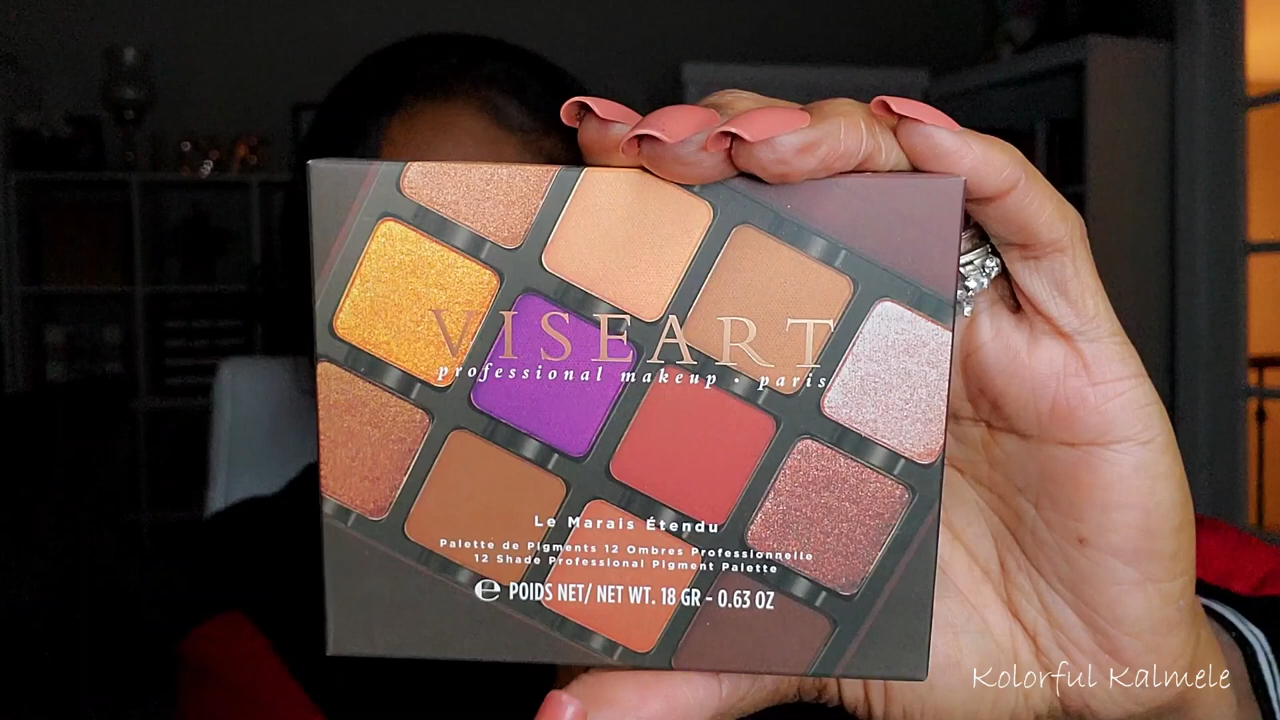 VISEART
professional makeup • paris
Le Marais Étendu
Palette de Pigments 12 Ombres Professionnelle
12 Shade Professional Pigment Palette
℮ POIDS NET/ NET WT. 18 GR - 0.63 OZ
Kolorful Kalmele